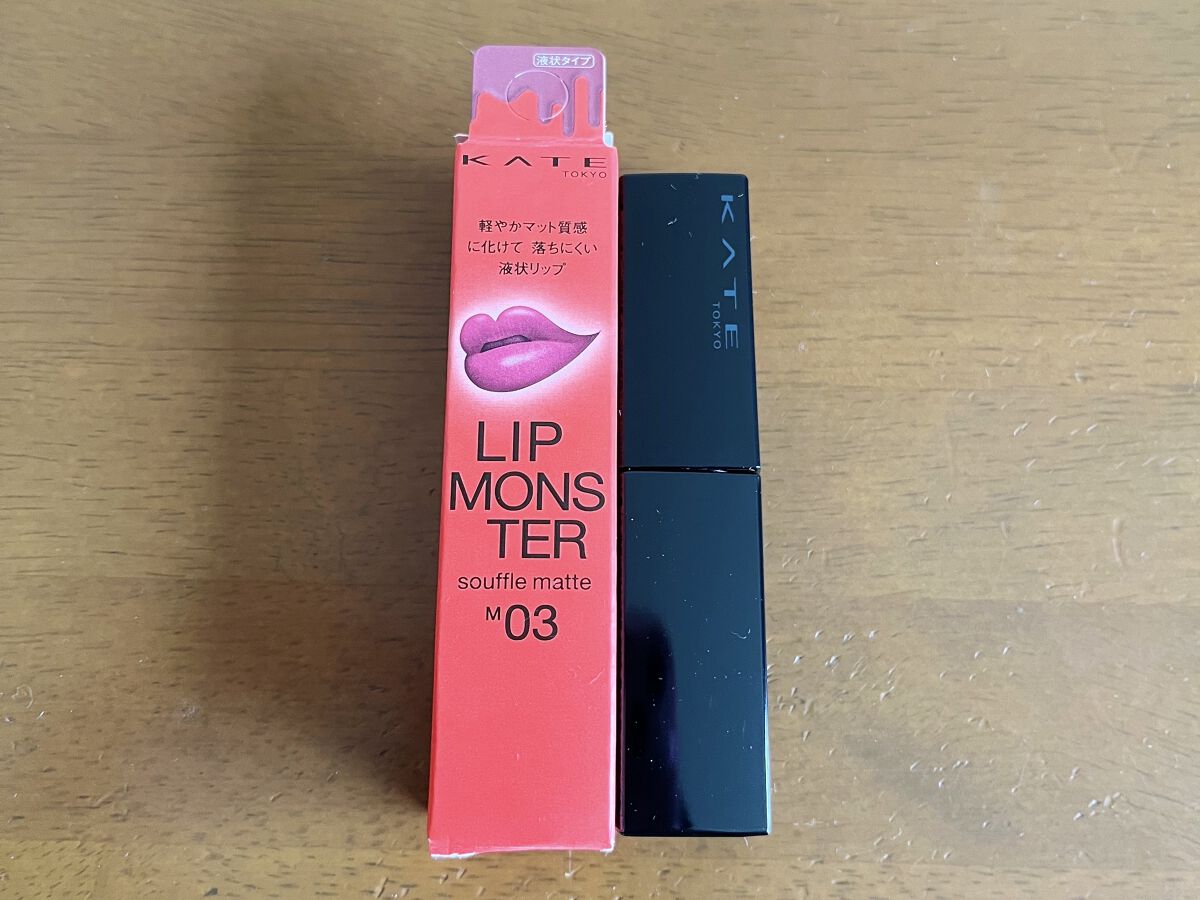 液状タイプ
KATE
TOKYO
軽やかマット質感
に化けて 落ちにくい
液状リップ
LIP
MONS
TER
souffle matte
M03
KATE
TOKYO